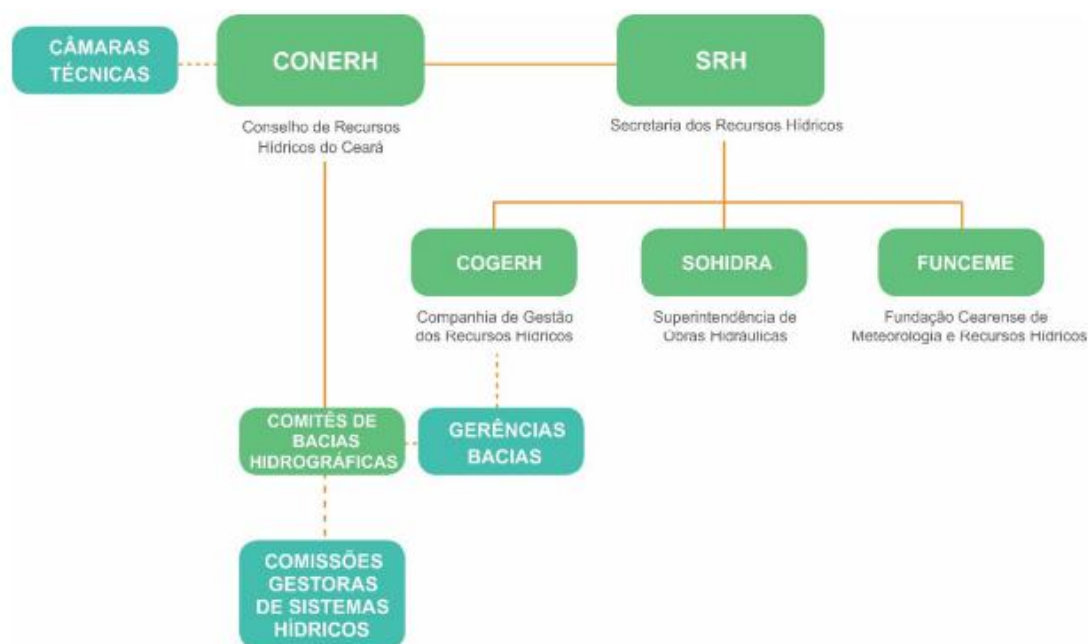 CÂMARAS
TÉCNICAS
CONERH
SRH
Conselho de Recursos
Hídricos do Ceará
Secretaria dos Recursos Hídricos
COGERH
SOHIDRA
FUNCEME
Companhia de Gestão
dos Recursos Hídricos
Superintendência de
Obras Hidráulicas
Fundação Cearense de
Meteorologia e Recursos Hídricos
COMITÊS DE
BACIAS
HIDROGRÁFICAS
GERÊNCIAS
BACIAS
COMISSÕES
GESTORAS
DE SISTEMAS
HÍDRICOS